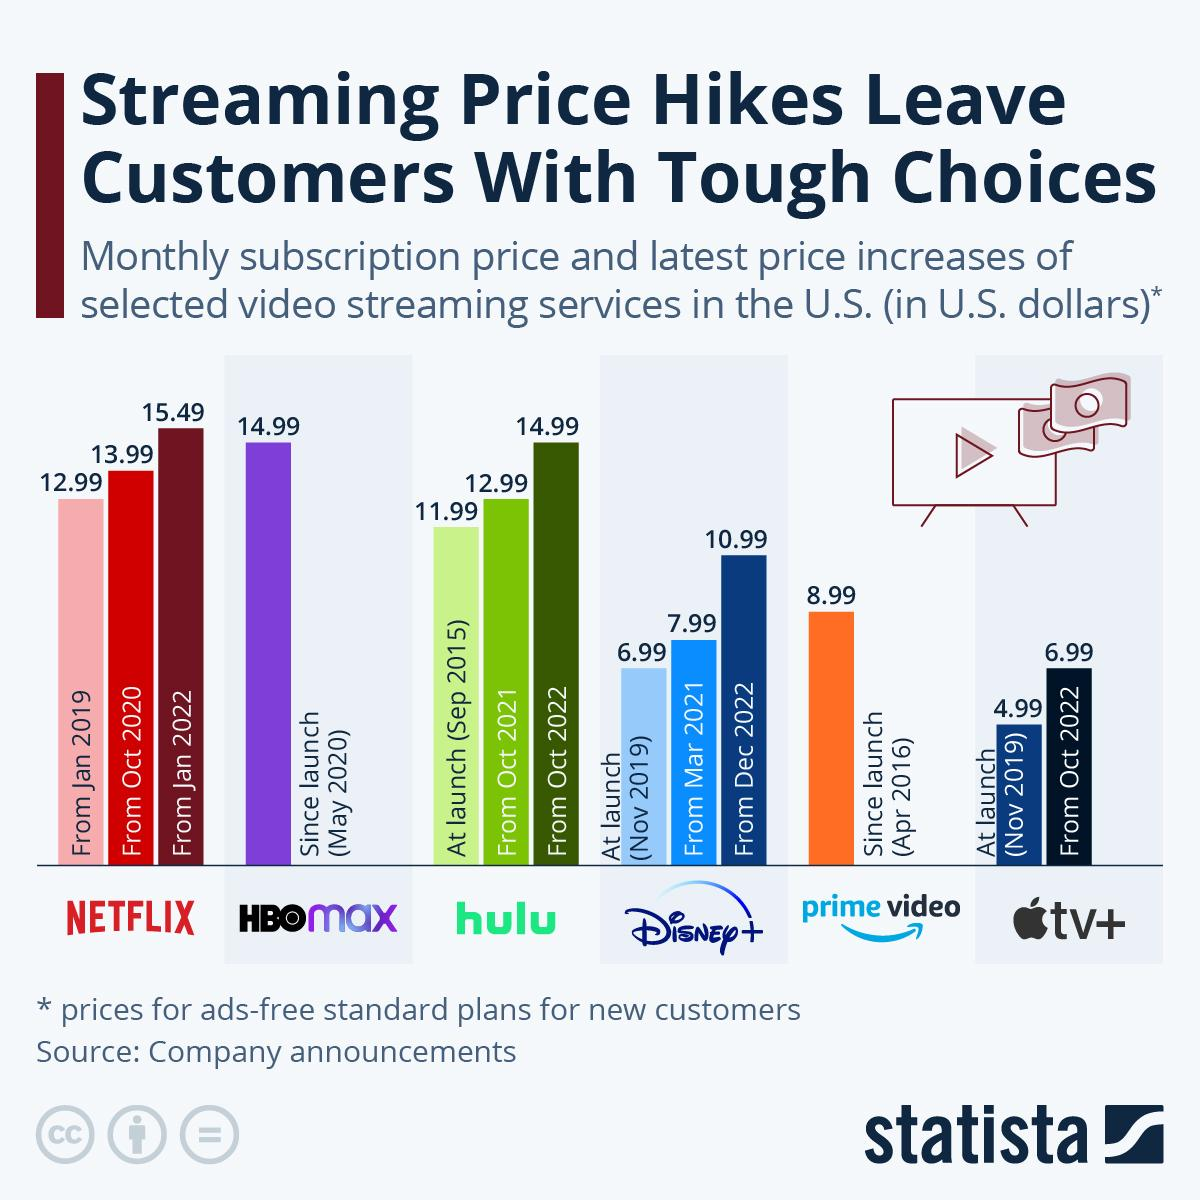 Streaming Price Hikes Leave
Customers With Tough Choices
Monthly subscription price and latest price increases of
selected video streaming services in the U.S. (in U.S. dollars)*
12.99
From Jan 2019
13.99
From Oct 2020
15.49
From Jan 2022
NETFLIX
14.99
Since launch
(May 2020)
HBOmax
11.99
At launch (Sep 2015)
12.99
From Oct 2021
14.99
From Oct 2022
hulu
6.99
At launch
(Nov 2019)
7.99
From Mar 2021
10.99
From Dec 2022
Disney+
8.99
Since launch
(Apr 2016)
prime video
4.99
At launch
(Nov 2019)
6.99
From Oct 2022
tv+
* prices for ads-free standard plans for new customers
Source: Company announcements
cc
statista